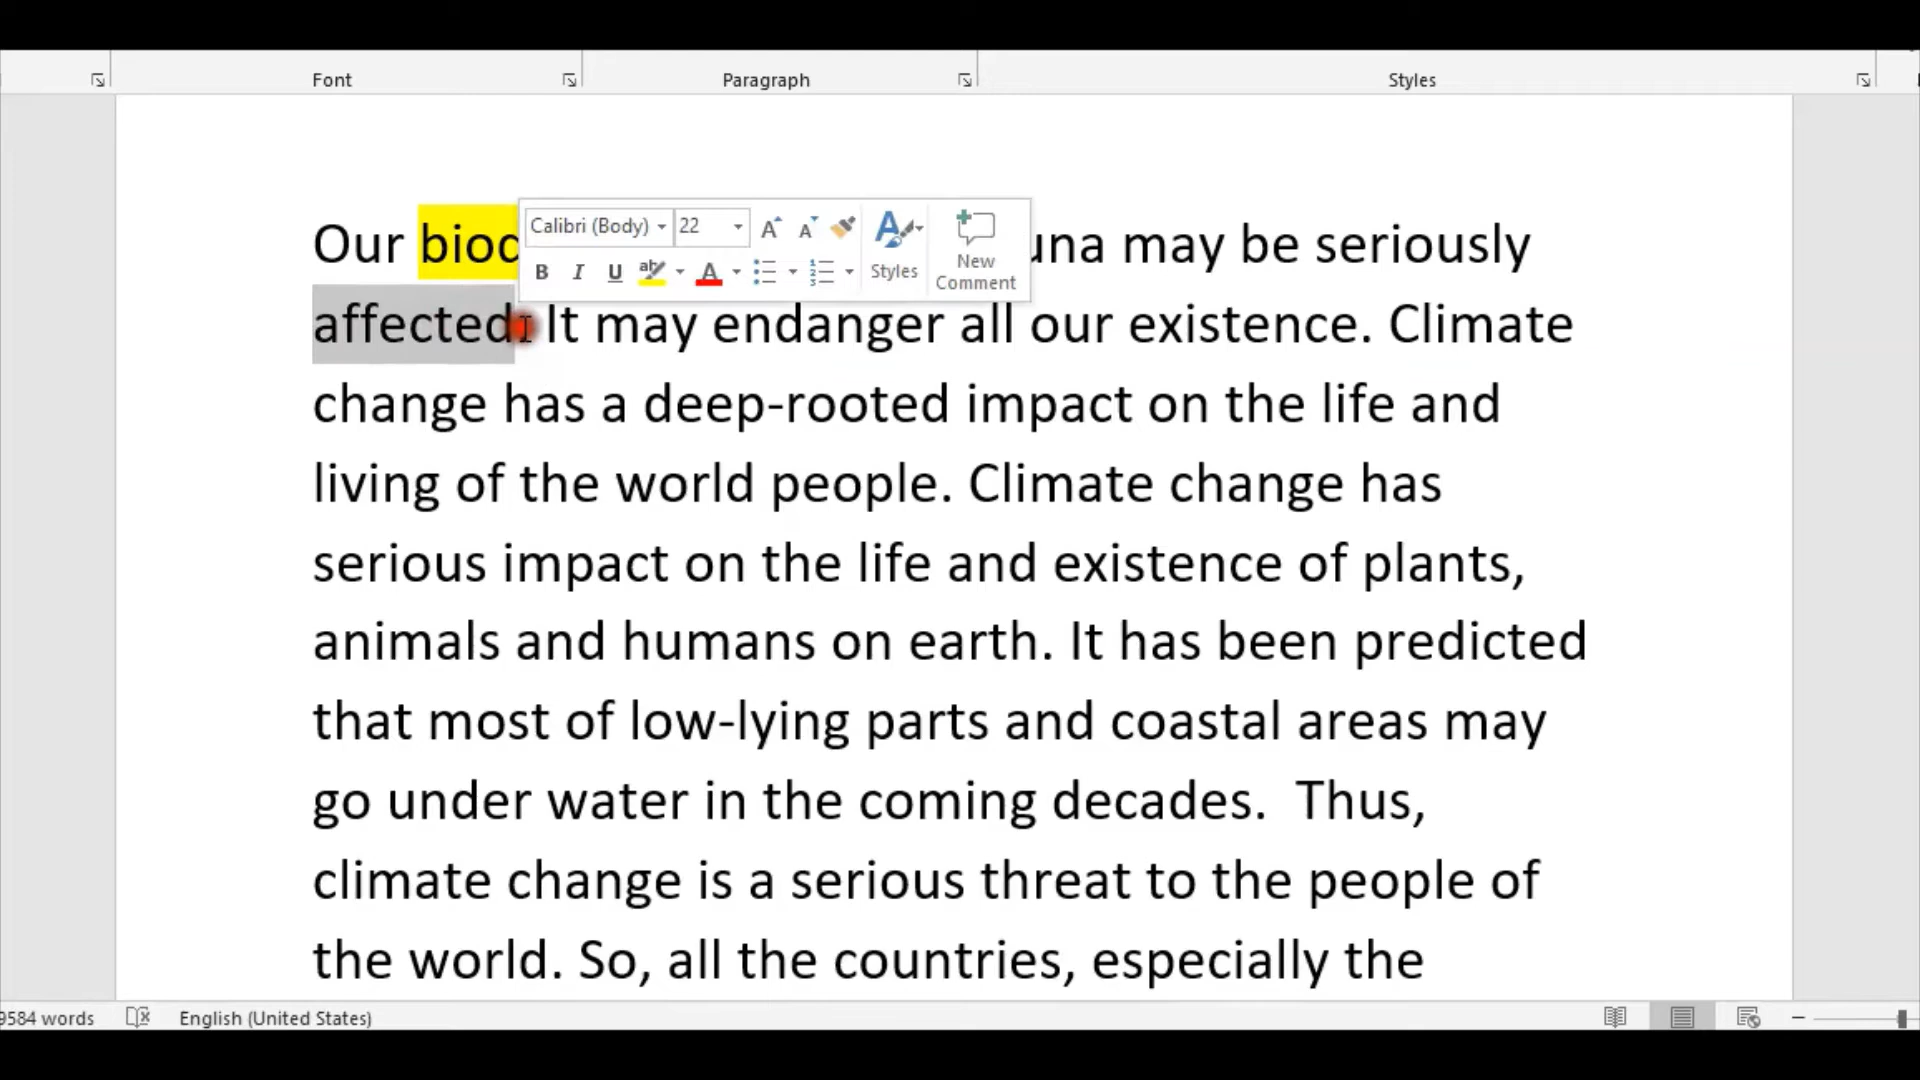 Font Paragraph Styles
Our una may be seriously
Calibri (Body) 22
B I U A Styles New Comment
affected. It may endanger all our existence. Climate
change has a deep-rooted impact on the life and
living of the world people. Climate change has
serious impact on the life and existence of plants,
animals and humans on earth. It has been predicted
that most of low-lying parts and coastal areas may
go under water in the coming decades. Thus,
climate change is a serious threat to the people of
the world. So, all the countries, especially the
9584 words English (United States)